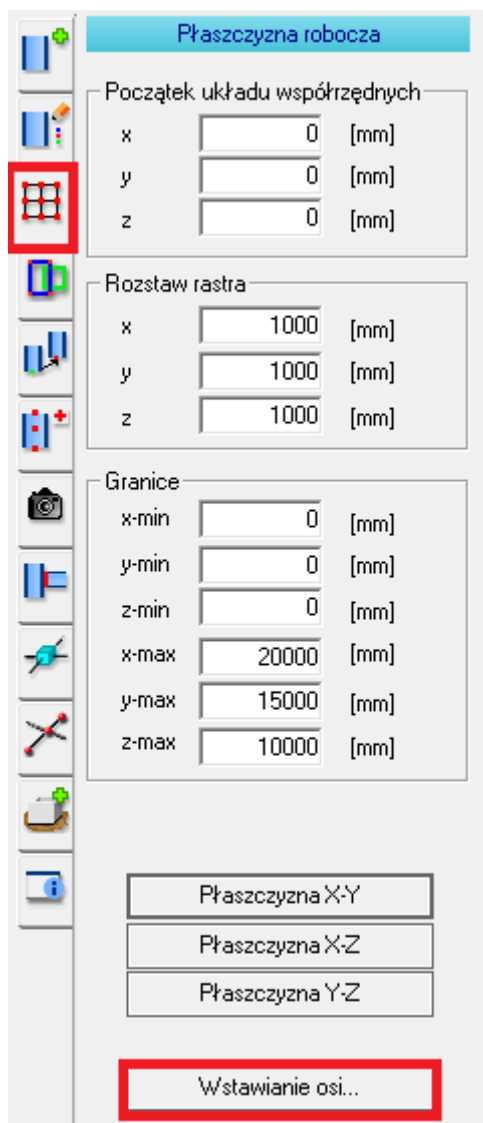 Płaszczyzna robocza
Początek układu współrzędnych
x 0 [mm]
y 0 [mm]
z 0 [mm]
Rozstaw rastra
x 1000 [mm]
y 1000 [mm]
z 1000 [mm]
Granice
x-min 0 [mm]
y-min 0 [mm]
z-min 0 [mm]
x-max 20000 [mm]
y-max 15000 [mm]
z-max 10000 [mm]
Płaszczyzna X-Y
Płaszczyzna X-Z
Płaszczyzna Y-Z
Wstawianie osi...